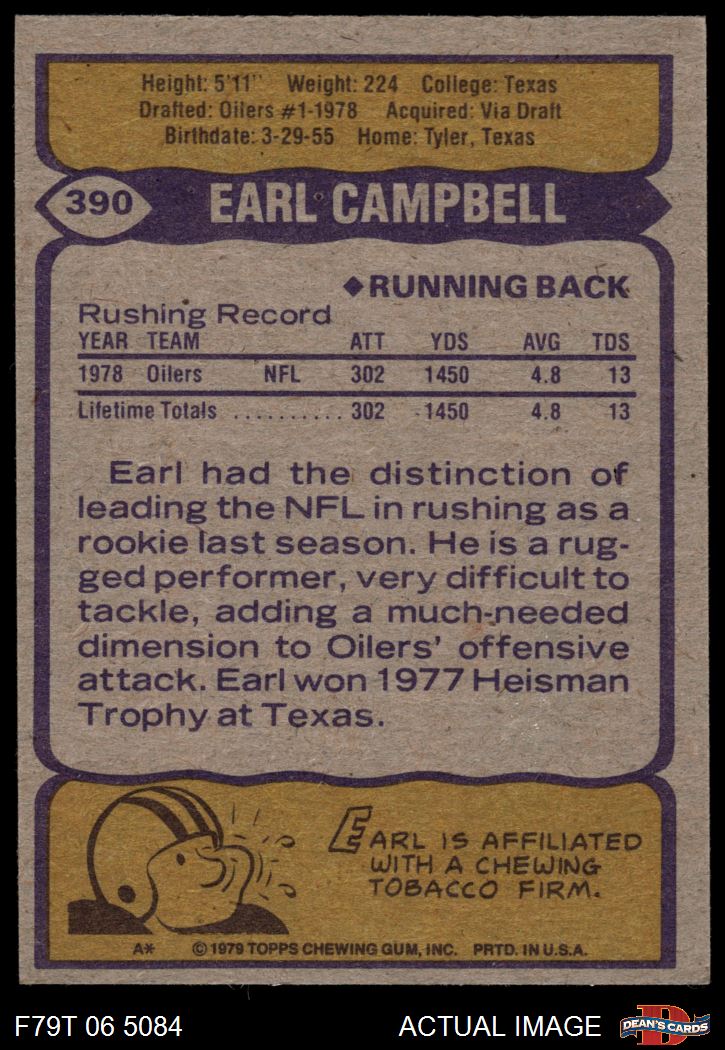 Height: 5'11" Weight: 224 College: Texas
Drafted: Oilers #1-1978 Acquired: Via Draft
Birthdate: 3-29-55 Home: Tyler, Texas
390 EARL CAMPBELL
◆RUNNING BACK
Rushing Record
YEAR TEAM ATT YDS AVG TDS
1978 Oilers NFL 302 1450 4.8 13
Lifetime Totals .......... 302 1450 4.8 13
Earl had the distinction of
leading the NFL in rushing as a
rookie last season. He is a rug-
ged performer, very difficult to
tackle, adding a much-needed
dimension to Oilers' offensive
attack. Earl won 1977 Heisman
Trophy at Texas.
EARL IS AFFILIATED
WITH A CHEWING
TOBACCO FIRM.
A* © 1979 TOPPS CHEWING GUM, INC. PRTD. IN U.S.A.
F79T 06 5084 ACTUAL IMAGE D DEAN'S CARDS